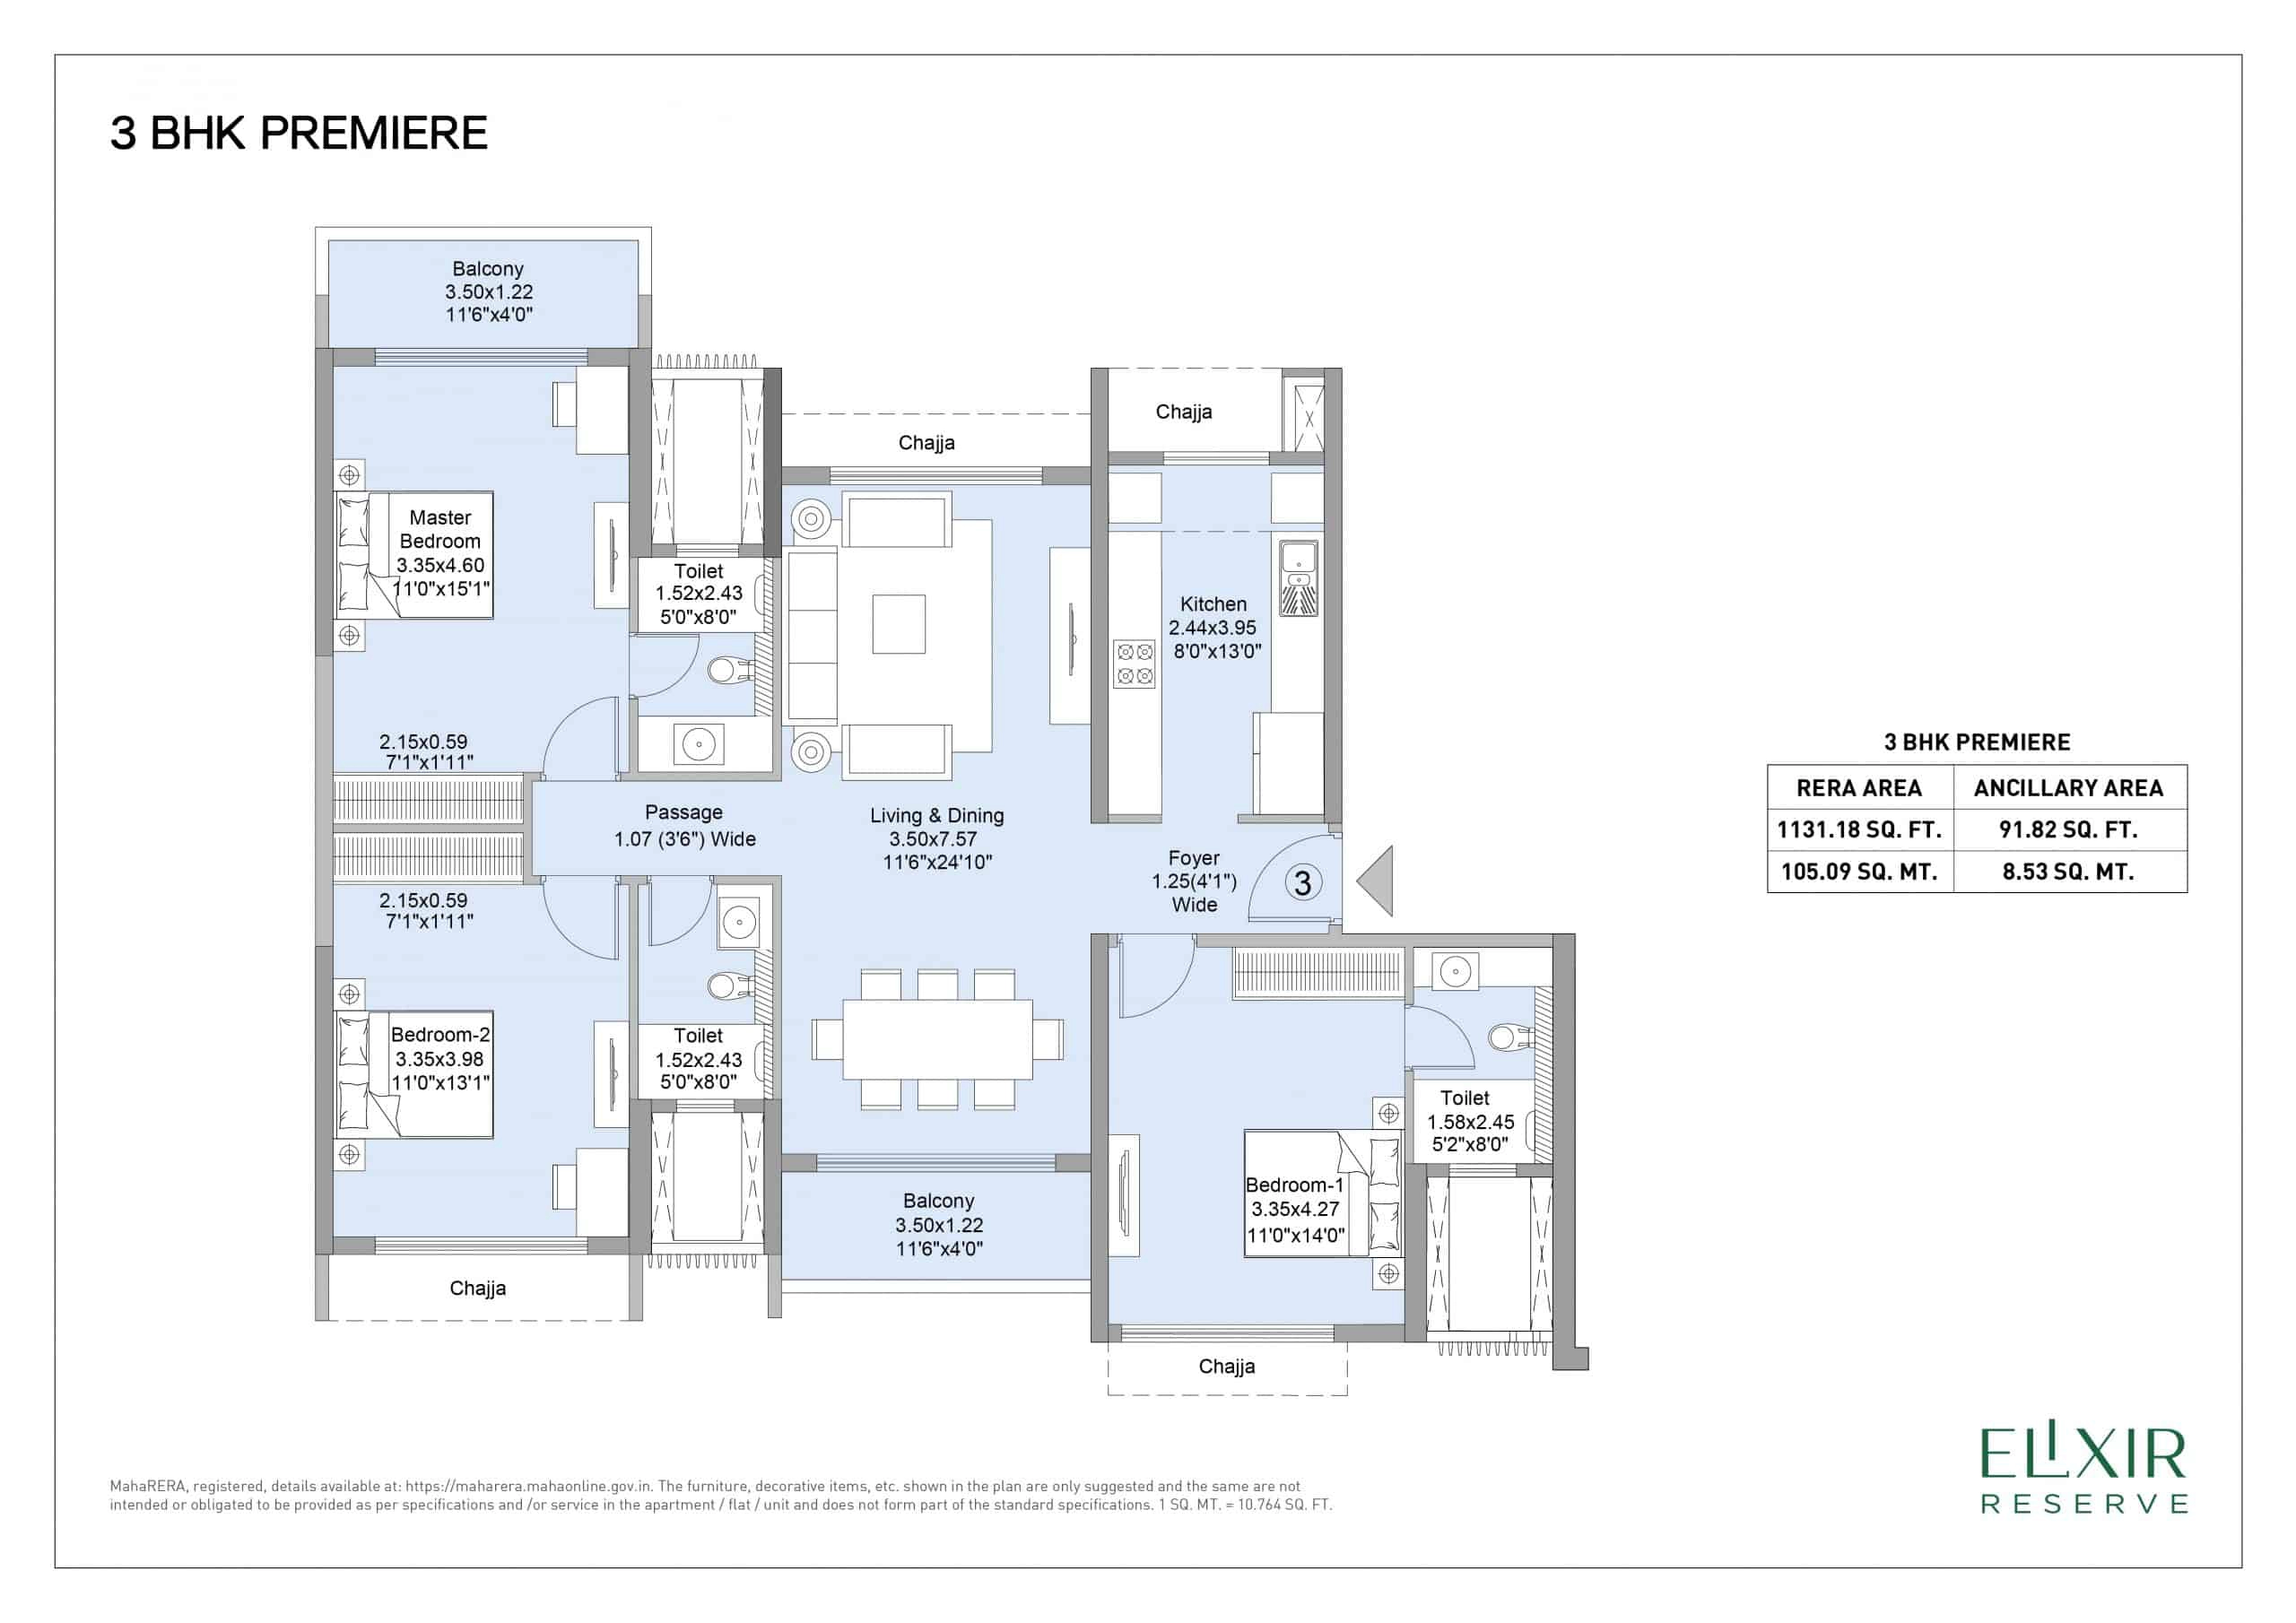 3 BHK PREMIERE
Balcony
3.50x1.22
11'6"x4'0"
Chajja
Chajja
Master
Bedroom
3.35x4.60
11'0"x15'1"
Toilet
1.52x2.43
5'0"x8'0"
Kitchen
2.44x3.95
8'0"x13'0"
2.15x0.59
7'1"x1'11"
Passage
1.07 (3'6") Wide
Living & Dining
3.50x7.57
11'6"x24'10"
Foyer
1.25(4'1")
Wide
3
2.15x0.59
7'1"x1'11"
Bedroom-2
3.35x3.98
11'0"x13'1"
Toilet
1.52x2.43
5'0"x8'0"
Toilet
1.58x2.45
5'2"x8'0"
Bedroom-1
3.35x4.27
11'0"x14'0"
Balcony
3.50x1.22
11'6"x4'0"
Chajja
Chajja
3 BHK PREMIERE
RERA AREA ANCILLARY AREA
1131.18 SQ. FT. 91.82 SQ. FT.
105.09 SQ. MT. 8.53 SQ. MT.
MahaRERA, registered, details available at: https://maharera.mahaonline.gov.in. The furniture, decorative items, etc. shown in the plan are only suggested and the same are not
intended or obligated to be provided as per specifications and /or service in the apartment / flat / unit and does not form part of the standard specifications. 1 SQ. MT. = 10.764 SQ. FT.
ELIXIR
RESERVE